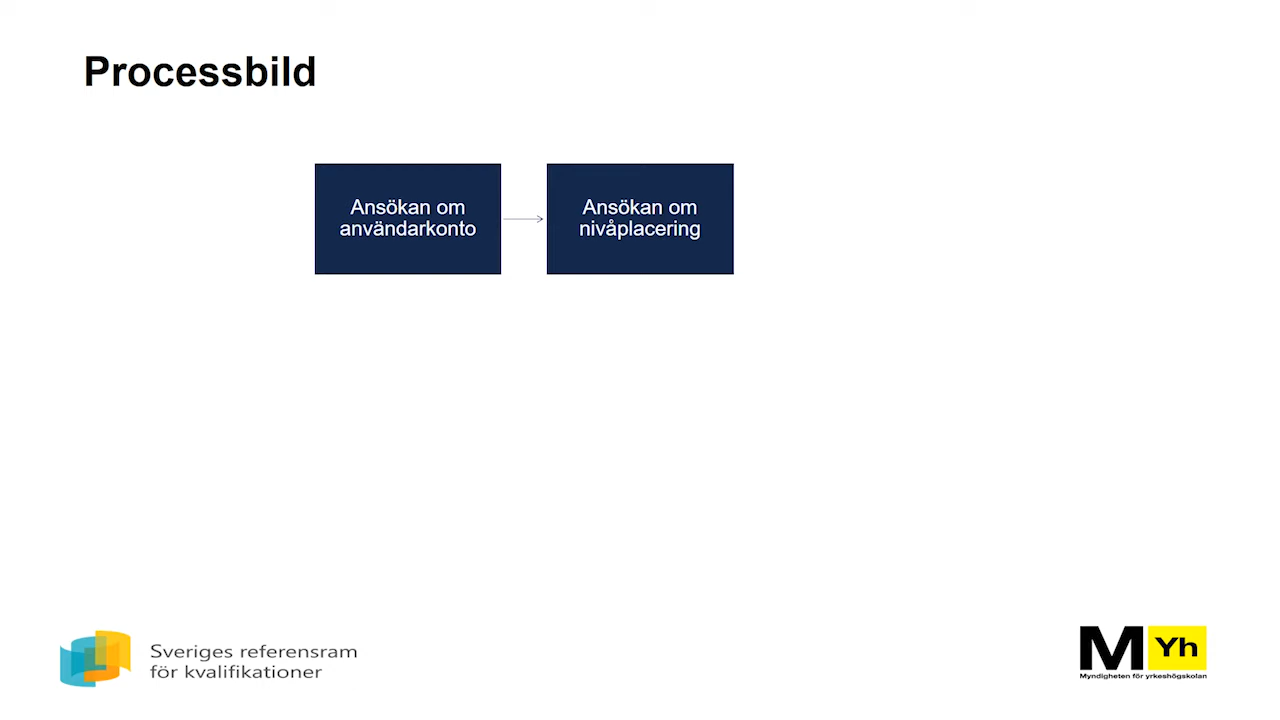 Processbild
Ansökan om
användarkonto
Ansökan om
nivåplacering
Sveriges referensram
för kvalifikationer
M Yh
Myndigheten för yrkeshögskolan